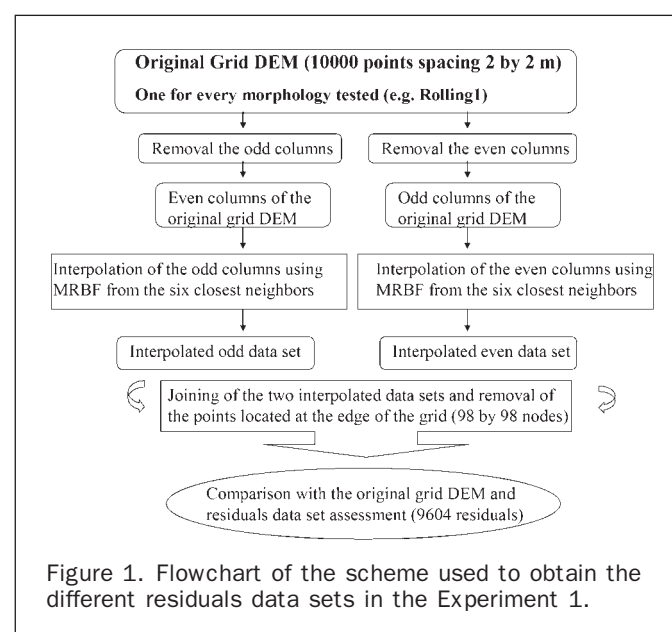 Original Grid DEM (10000 points spacing 2 by 2 m)
One for every morphology tested (e.g. Rolling1)
Removal the odd columns
Removal the even columns
Even columns of the
original grid DEM
Odd columns of the
original grid DEM
Interpolation of the odd columns using
MRBF from the six closest neighbors
Interpolation of the even columns using
MRBF from the six closest neighbors
Interpolated odd data set
Interpolated even data set
Joining of the two interpolated data sets and removal of
the points located at the edge of the grid (98 by 98 nodes)
Comparison with the original grid DEM and
residuals data set assessment (9604 residuals)
Figure 1. Flowchart of the scheme used to obtain the
different residuals data sets in the Experiment 1.